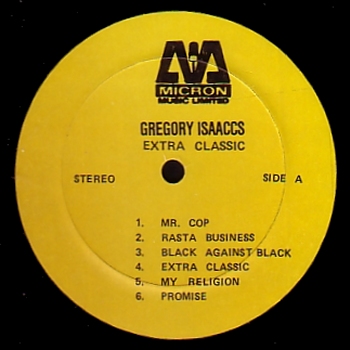 MICRON
MUSIC LIMITED
GREGORY ISAACCS
EXTRA CLASSIC
STEREO SIDE A
1. MR. COP
2. RASTA BUSINESS
3. BLACK AGAINST BLACK
4. EXTRA CLASSIC
5. MY RELIGION
6. PROMISE